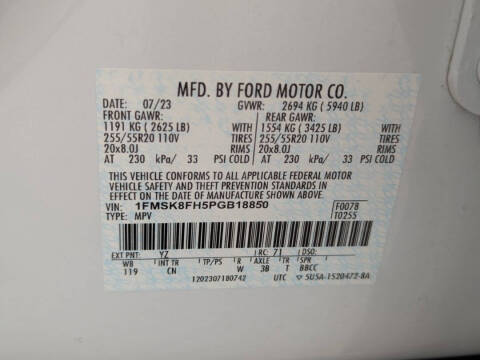 MFD. BY FORD MOTOR CO.
DATE: 07/23 GVWR: 2694 KG ( 5940 LB)
FRONT GAWR: REAR GAWR:
1191 KG ( 2625 LB) WITH 1554 KG ( 3425 LB) WITH
255/55R20 110V TIRES 255/55R20 110V TIRES
20x8.0J RIMS 20x8.0J RIMS
AT 230 kPa/ 33 PSI COLD AT 230 kPa/ 33 PSI COLD
THIS VEHICLE CONFORMS TO ALL APPLICABLE FEDERAL MOTOR
VEHICLE SAFETY AND THEFT PREVENTION STANDARDS IN
EFFECT ON THE DATE OF MANUFACTURE SHOWN ABOVE.
VIN: 1FMSK8FH5PGB18850 F0078
TYPE: MPV T0255
EXT PNT: YZ RC: 71 DSO:
WB INT TR TP/PS R AXLE TR SPR
119 CN W 3B T BBCC
1202307180742 UTC ▽ 5U5A-1520472-BA